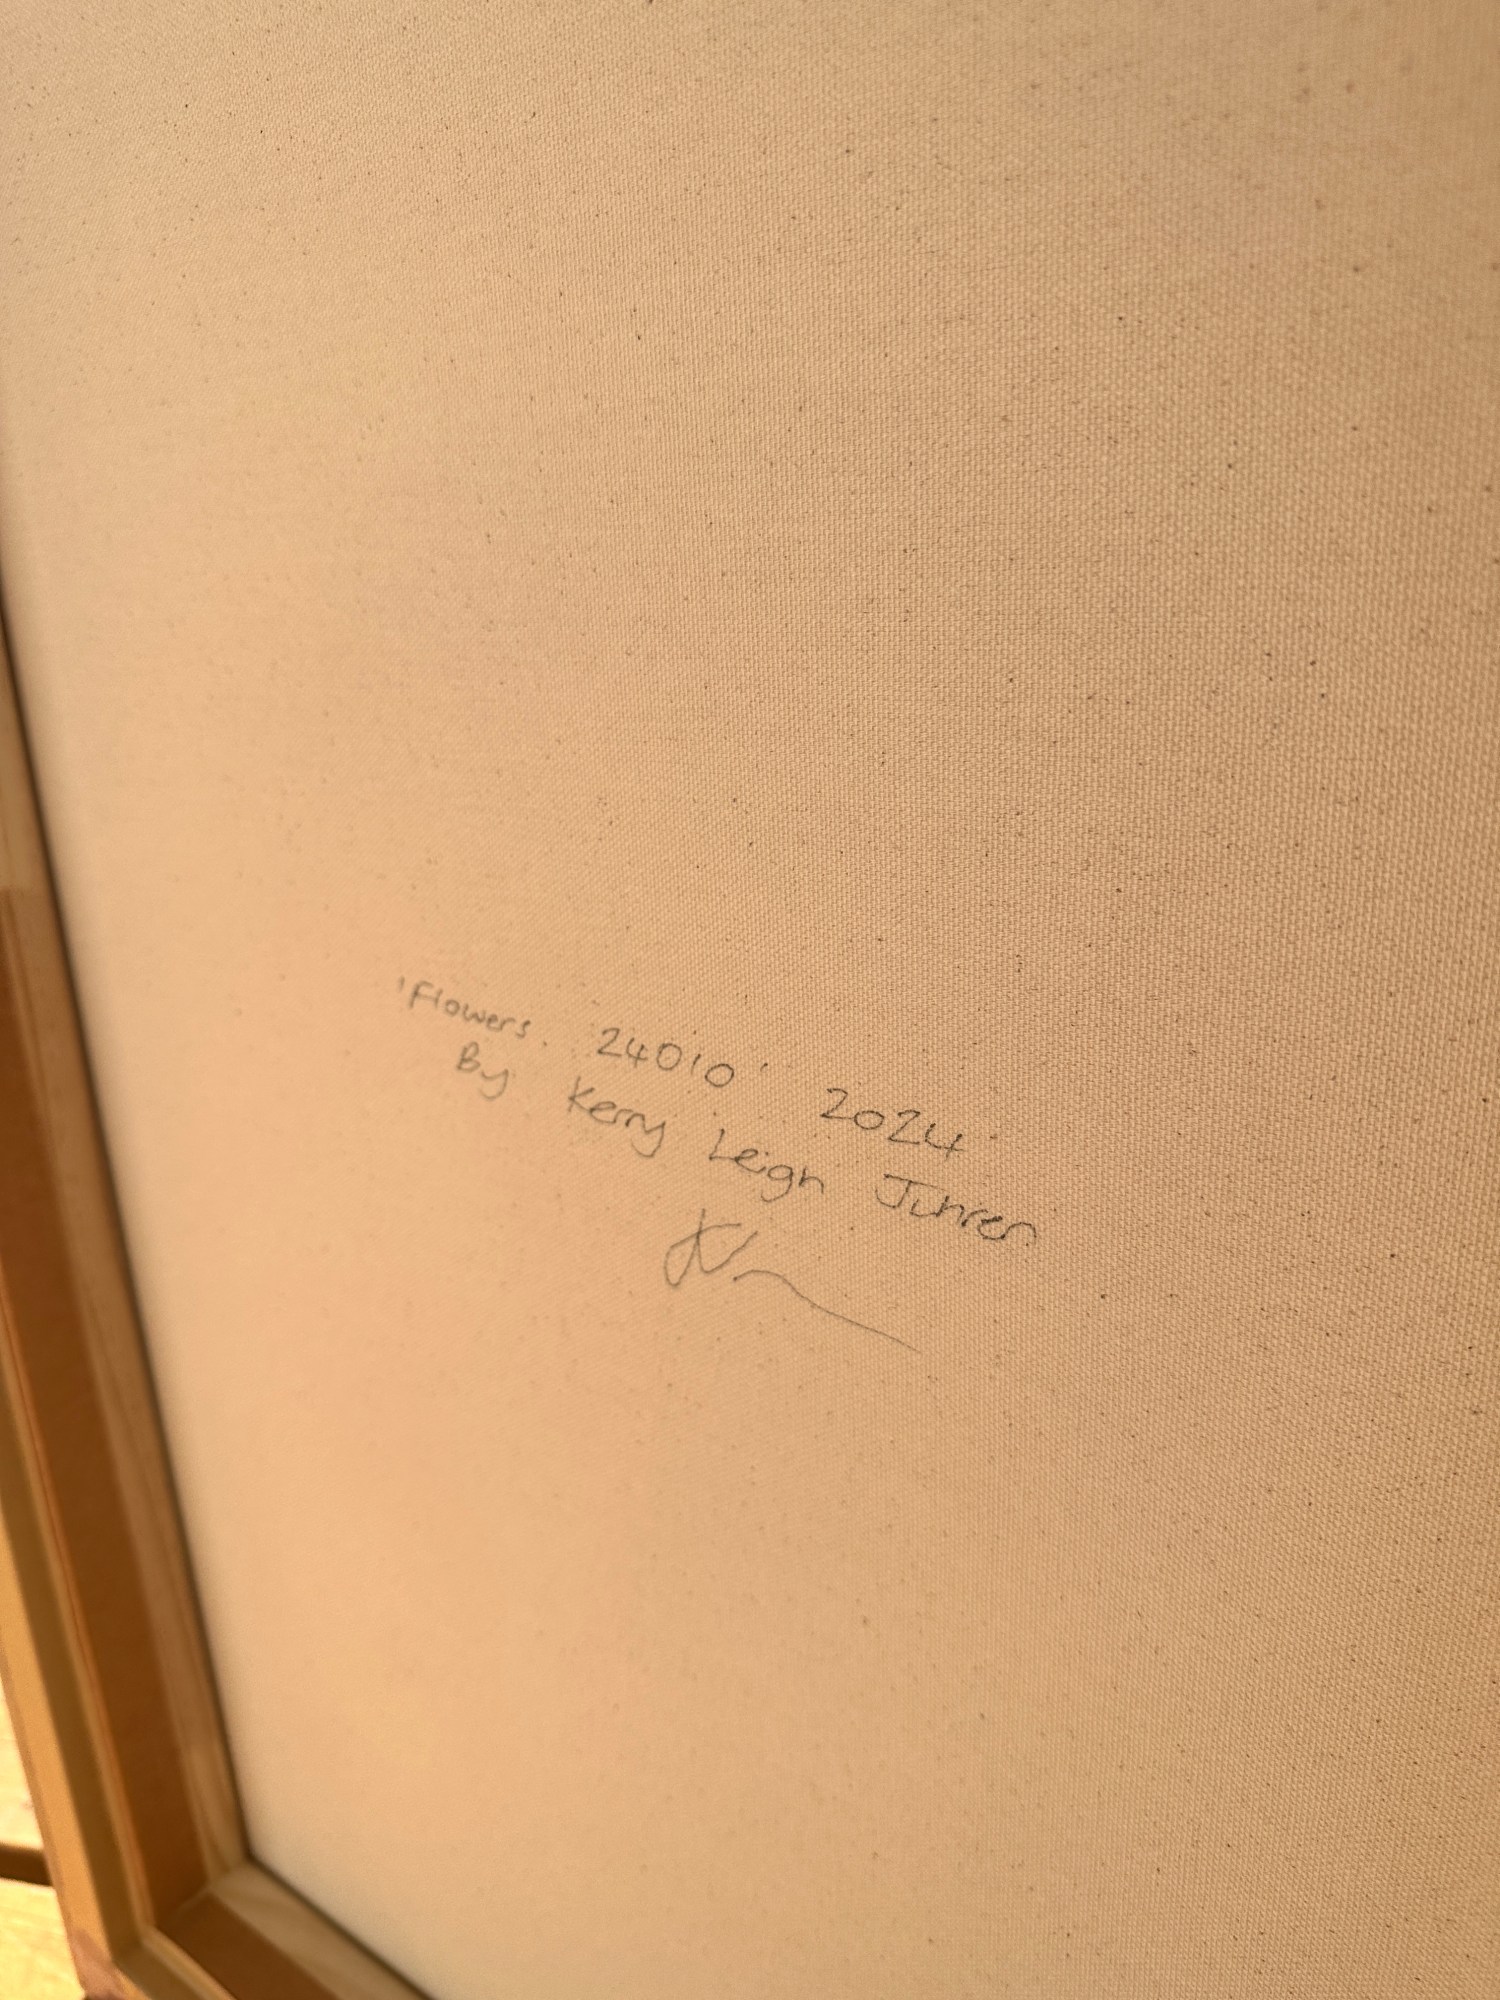 'Flowers. 24010' 2024
By Kerry Leigh Juhren